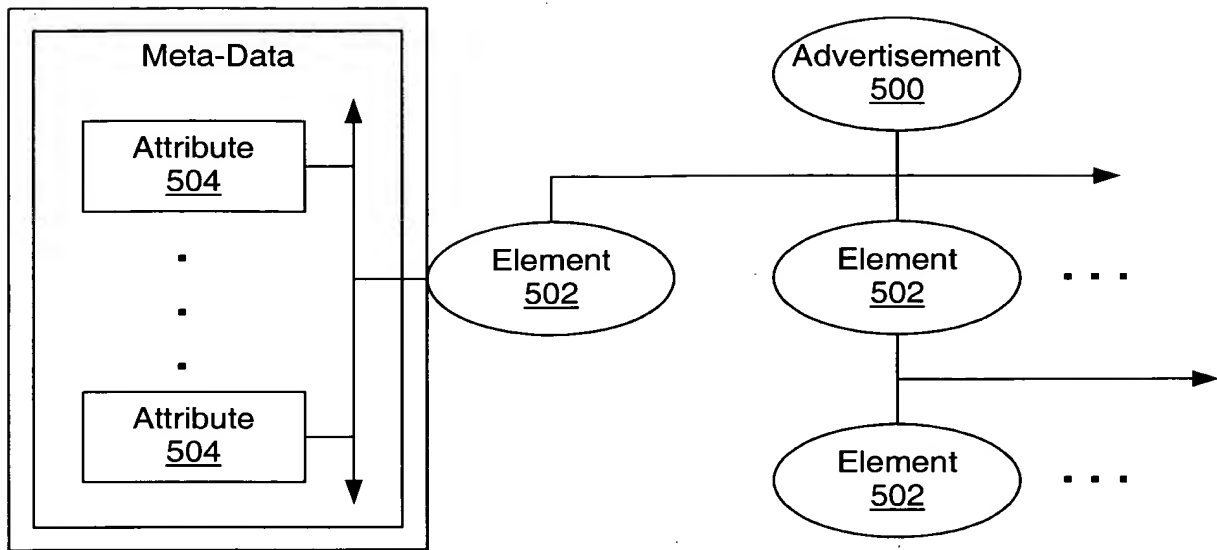 Meta-Data
Attribute
504
Attribute
504
Advertisement
500
Element
502
Element
502
Element
502